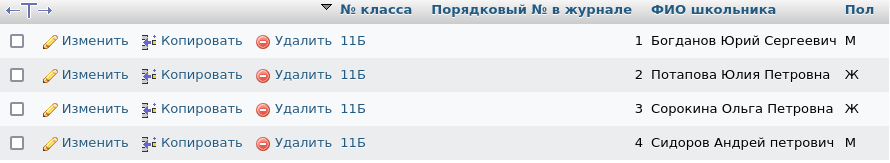 № класса Порядковый № в журнале ФИО школьника Пол
Изменить Копировать Удалить 11Б 1 Богданов Юрий Сергеевич М
Изменить Копировать Удалить 11Б 2 Потапова Юлия Петровна Ж
Изменить Копировать Удалить 11Б 3 Сорокина Ольга Петровна Ж
Изменить Копировать Удалить 11Б 4 Сидоров Андрей петрович М